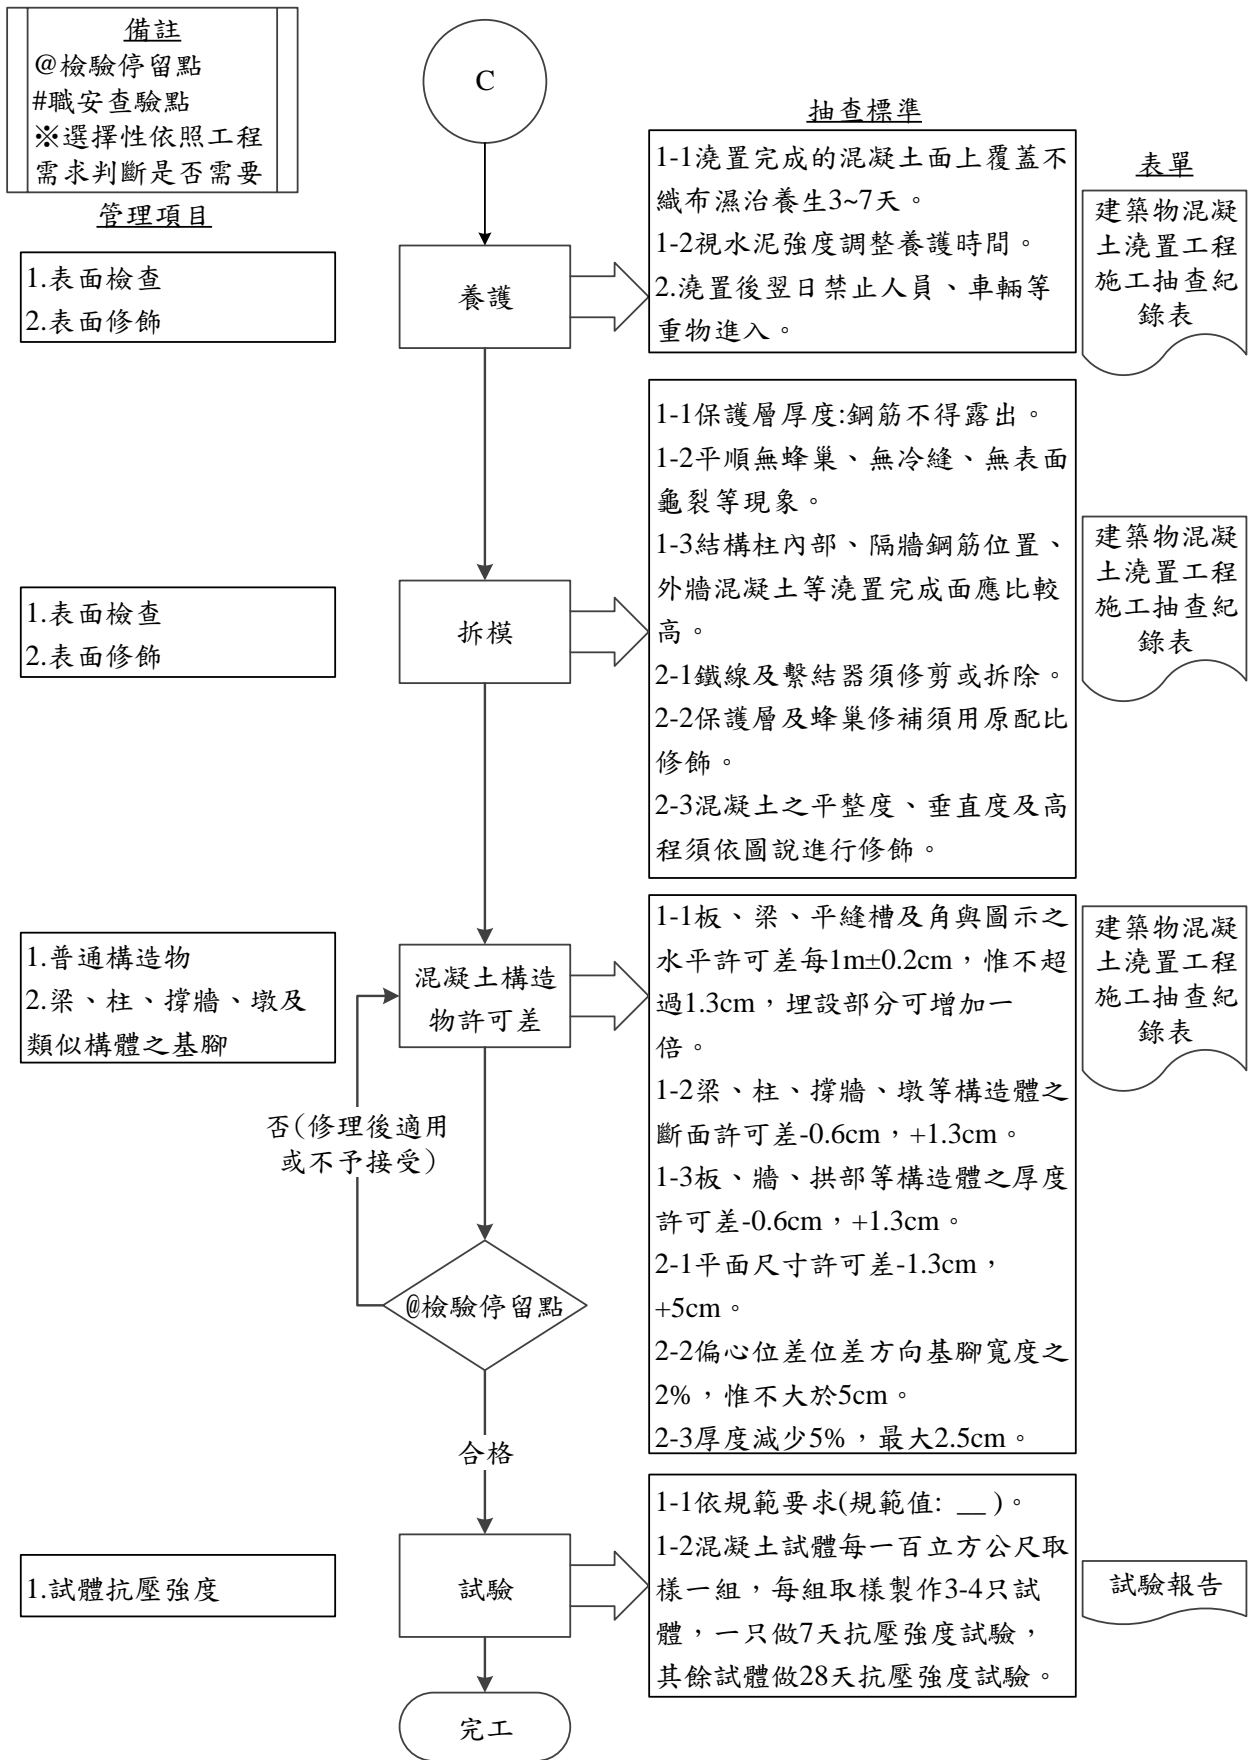 備註
@檢驗停留點
#職安查驗點
※選擇性依照工程
需求判斷是否需要
C
管理項目
抽查標準
表單
1.表面檢查
2.表面修飾
養護
1-1澆置完成的混凝土面上覆蓋不
織布濕治養生3~7天。
1-2視水泥強度調整養護時間。
2.澆置後翌日禁止人員、車輛等
重物進入。
建築物混凝
土澆置工程
施工抽查紀
錄表
1.表面檢查
2.表面修飾
拆模
1-1保護層厚度:鋼筋不得露出。
1-2平順無蜂巢、無冷縫、無表面
龜裂等現象。
1-3結構柱內部、隔牆鋼筋位置、
外牆混凝土等澆置完成面應比較
高。
2-1鐵線及繫結器須修剪或拆除。
2-2保護層及蜂巢修補須用原配比
修飾。
2-3混凝土之平整度、垂直度及高
程須依圖說進行修飾。
建築物混凝
土澆置工程
施工抽查紀
錄表
1.普通構造物
2.梁、柱、撐牆、墩及
類似構體之基腳
混凝土構造
物許可差
1-1板、梁、平縫槽及角與圖示之
水平許可差每1m±0.2cm，惟不超
過1.3cm，埋設部分可增加一
倍。
1-2梁、柱、撐牆、墩等構造體之
斷面許可差-0.6cm，+1.3cm。
1-3板、牆、拱部等構造體之厚度
許可差-0.6cm，+1.3cm。
2-1平面尺寸許可差-1.3cm，
+5cm。
2-2偏心位差位差方向基腳寬度之
2%，惟不大於5cm。
2-3厚度減少5%，最大2.5cm。
建築物混凝
土澆置工程
施工抽查紀
錄表
否(修理後適用
或不予接受)
@檢驗停留點
合格
1.試體抗壓強度
試驗
1-1依規範要求(規範值: __ )。
1-2混凝土試體每一百立方公尺取
樣一組，每組取樣製作3-4只試
體，一只做7天抗壓強度試驗，
其餘試體做28天抗壓強度試驗。
試驗報告
完工